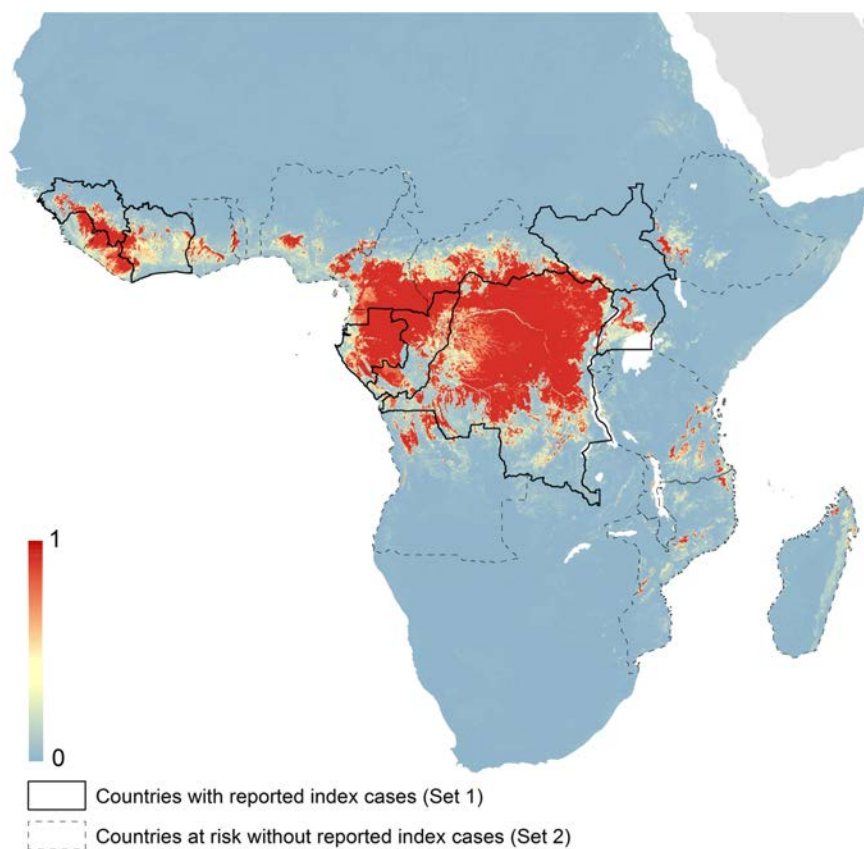 1
0
Countries with reported index cases (Set 1)
Countries at risk without reported index cases (Set 2)